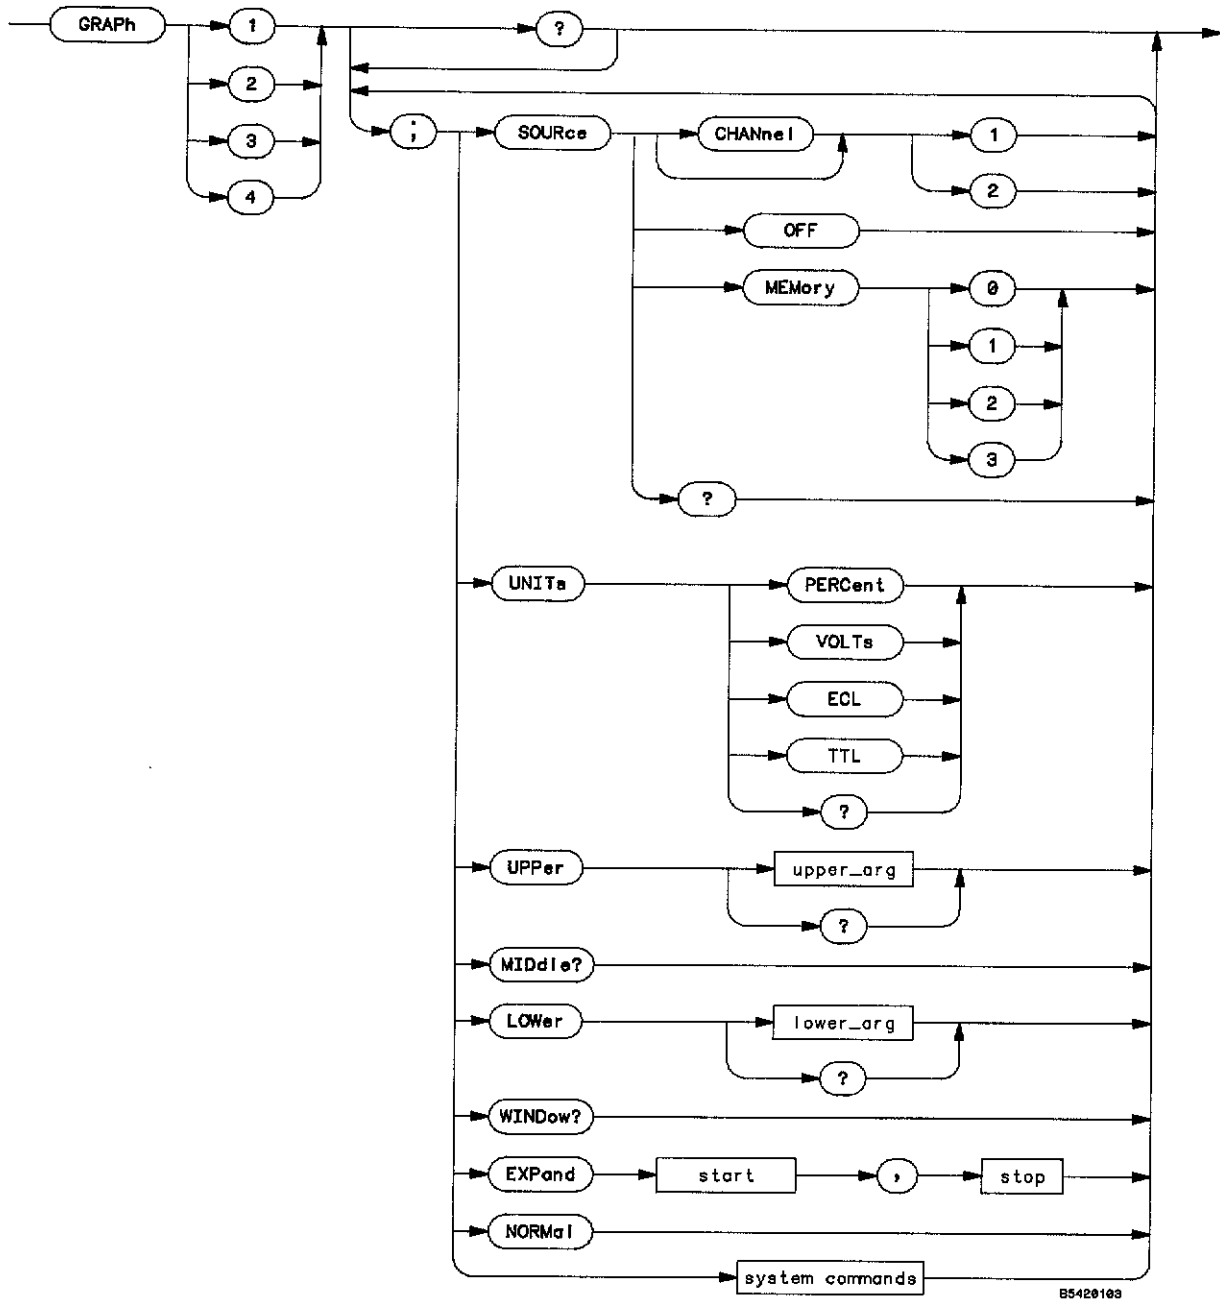 GRAPh 1 ?
2
3
4
; SOURce CHANnel 1
2
OFF
MEMory 0
1
2
3
?
UNITs PERCent
VOLTs
ECL
TTL
?
UPPer upper_arg
?
MIDdle?
LOWer lower_arg
?
WINDow?
EXPand start , stop
NORMal
system commands
85420103